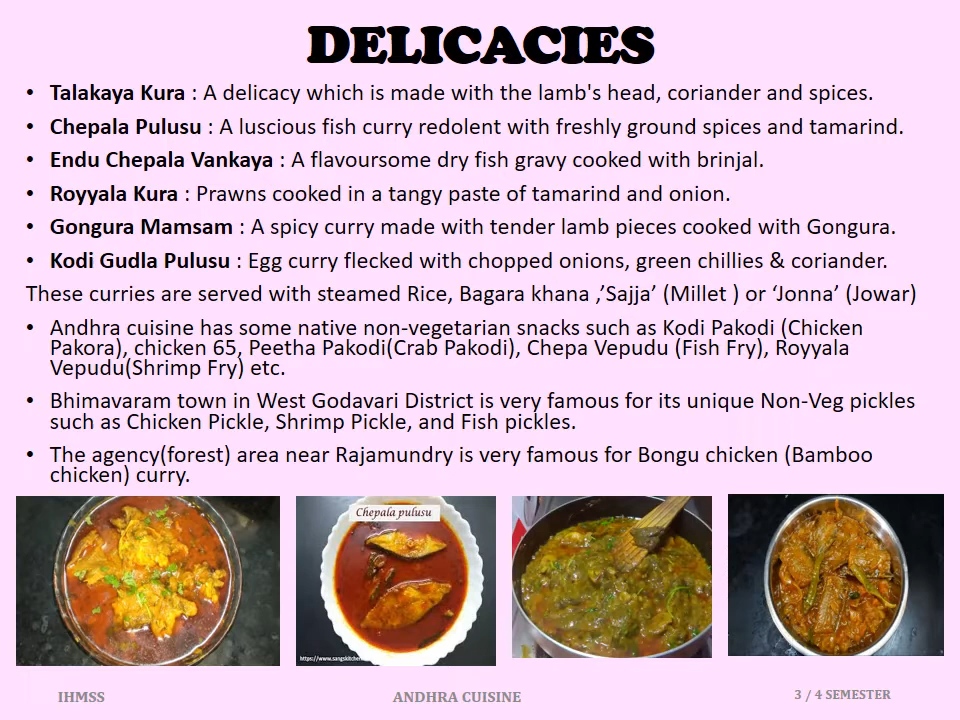 DELICACIES
• Talakaya Kura : A delicacy which is made with the lamb's head, coriander and spices.
• Chepala Pulusu : A luscious fish curry redolent with freshly ground spices and tamarind.
• Endu Chepala Vankaya : A flavoursome dry fish gravy cooked with brinjal.
• Royyala Kura : Prawns cooked in a tangy paste of tamarind and onion.
• Gongura Mamsam : A spicy curry made with tender lamb pieces cooked with Gongura.
• Kodi Gudla Pulusu : Egg curry flecked with chopped onions, green chillies & coriander.
These curries are served with steamed Rice, Bagara khana ,’Sajja’ (Millet ) or ‘Jonna’ (Jowar)
• Andhra cuisine has some native non-vegetarian snacks such as Kodi Pakodi (Chicken
Pakora), chicken 65, Peetha Pakodi(Crab Pakodi), Chepa Vepudu (Fish Fry), Royyala
Vepudu(Shrimp Fry) etc.
• Bhimavaram town in West Godavari District is very famous for its unique Non-Veg pickles
such as Chicken Pickle, Shrimp Pickle, and Fish pickles.
• The agency(forest) area near Rajamundry is very famous for Bongu chicken (Bamboo
chicken) curry.
Chepala pulusu
IHMSS
ANDHRA CUISINE
3 / 4 SEMESTER